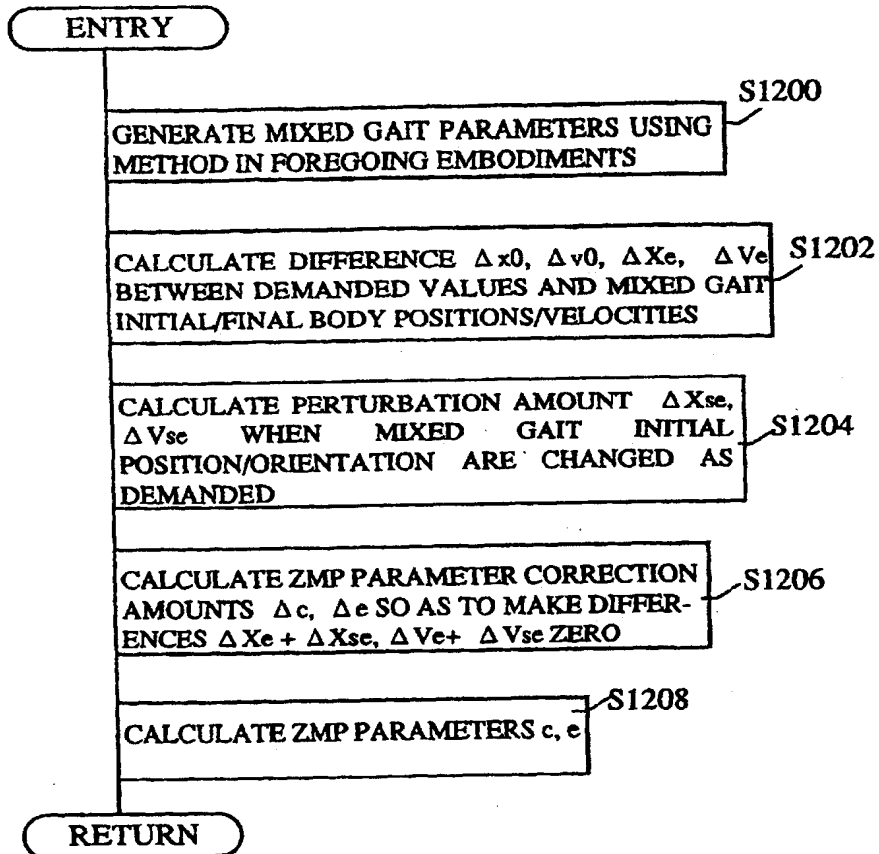 ENTRY
S1200
GENERATE MIXED GAIT PARAMETERS USING
METHOD IN FOREGOING EMBODIMENTS
S1202
CALCULATE DIFFERENCE Δx0, Δv0, ΔXe, ΔVe
BETWEEN DEMANDED VALUES AND MIXED GAIT
INITIAL/FINAL BODY POSITIONS/VELOCITIES
S1204
CALCULATE PERTURBATION AMOUNT ΔXse,
ΔVse WHEN MIXED GAIT INITIAL
POSITION/ORIENTATION ARE CHANGED AS
DEMANDED
S1206
CALCULATE ZMP PARAMETER CORRECTION
AMOUNTS Δc, Δe SO AS TO MAKE DIFFER-
ENCES ΔXe + ΔXse, ΔVe+ ΔVse ZERO
S1208
CALCULATE ZMP PARAMETERS c, e
RETURN